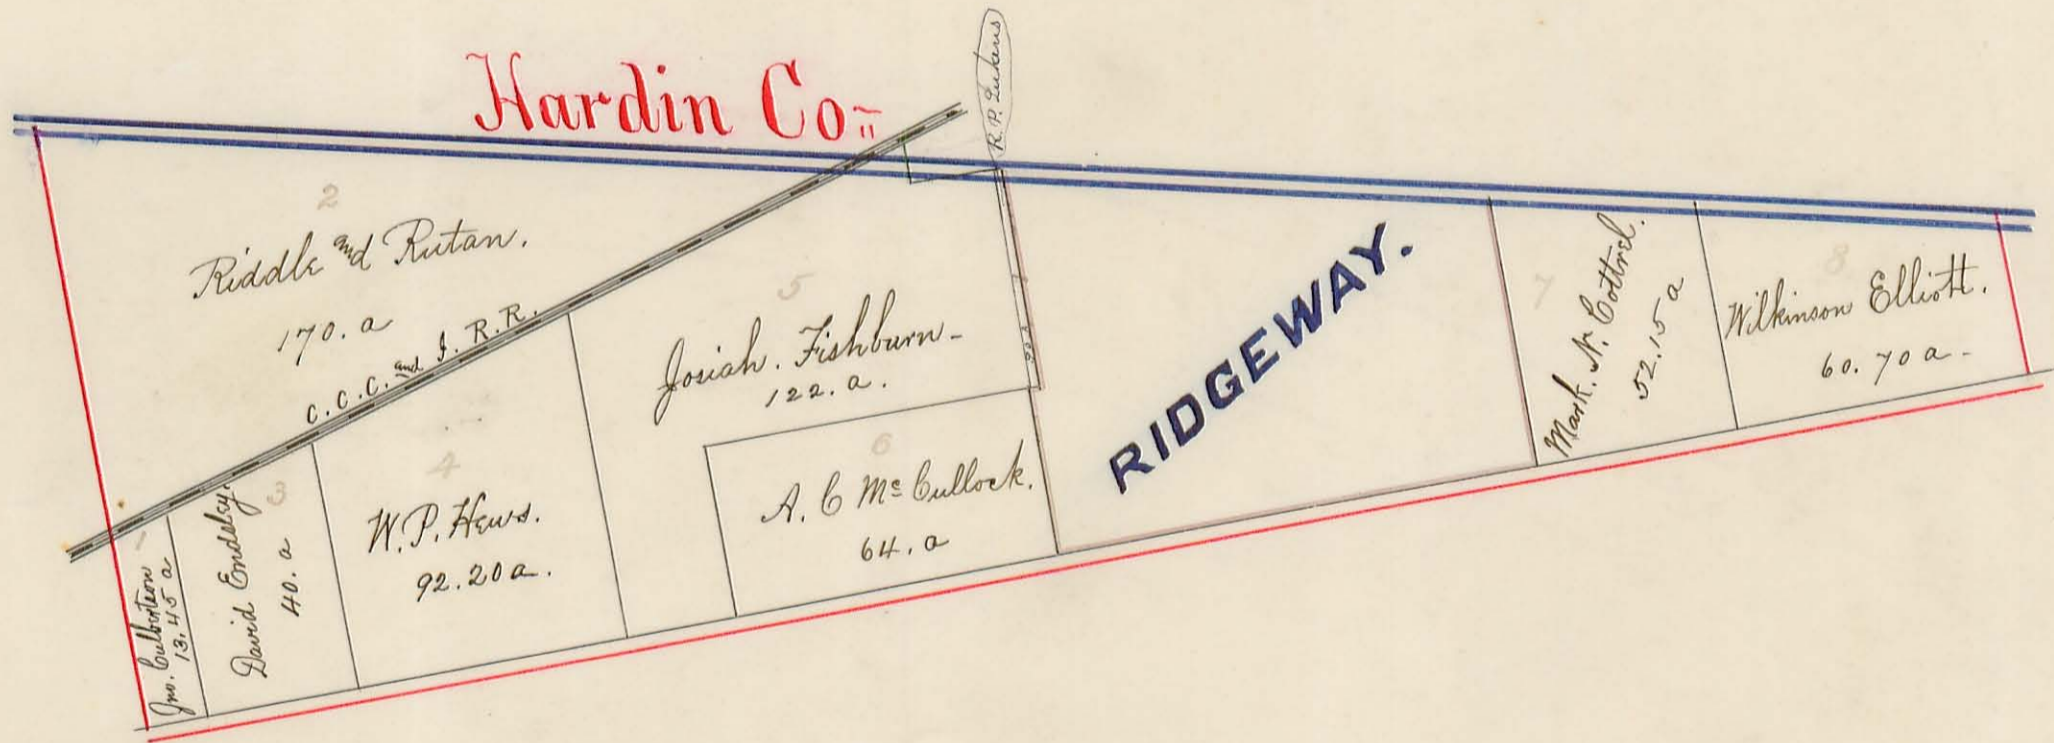 Hardin Co=
R. P. Lukens
2
Riddle and Rutan.
170. a
C. C. C. and I. R. R.
5
Josiah. Fishburn-
122. a.
RIDGEWAY.
7
Mark. N. Cottrel.
52.15 a
8
Wilkinson Elliott.
60.70 a-
1
Jno. Culbertson
13.45 a
3
David Endsley.
40. a
4
W. P. Hews.
92.20 a.
6
A. C Mc Cullock.
64. a